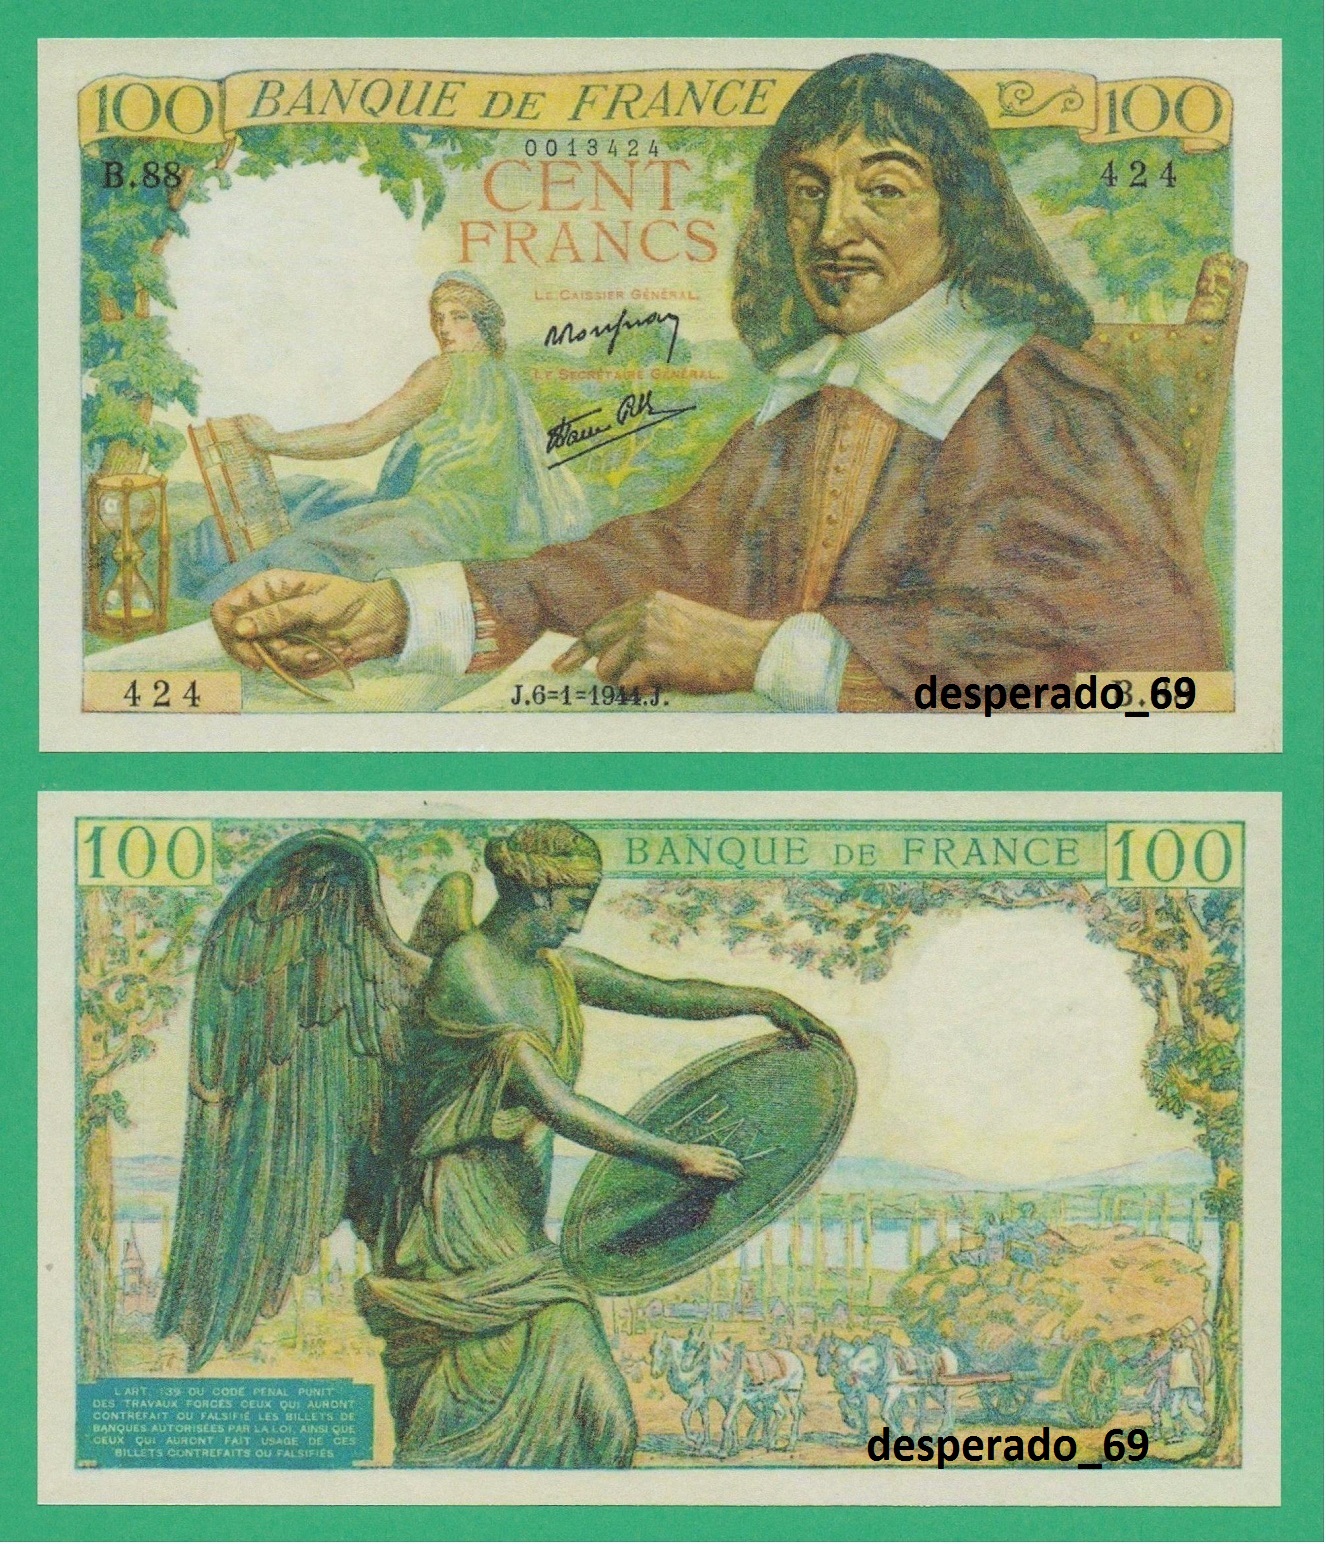 100 BANQUE DE FRANCE 100
0013424
B.88 424
CENT
FRANCS
LE CAISSIER GÉNÉRAL.
LE SECRÉTAIRE GÉNÉRAL.
424 J.6=1=1944.J. B.
desperado_69
100 BANQUE DE FRANCE 100
L'ART. 139 DU CODE PÉNAL PUNIT
DES TRAVAUX FORCÉS CEUX QUI AURONT
CONTREFAIT OU FALSIFIÉ LES BILLETS DE
BANQUES AUTORISÉES PAR LA LOI, AINSI QUE
CEUX QUI AURONT FAIT USAGE DE CES
BILLETS CONTREFAITS OU FALSIFIÉS
desperado_69